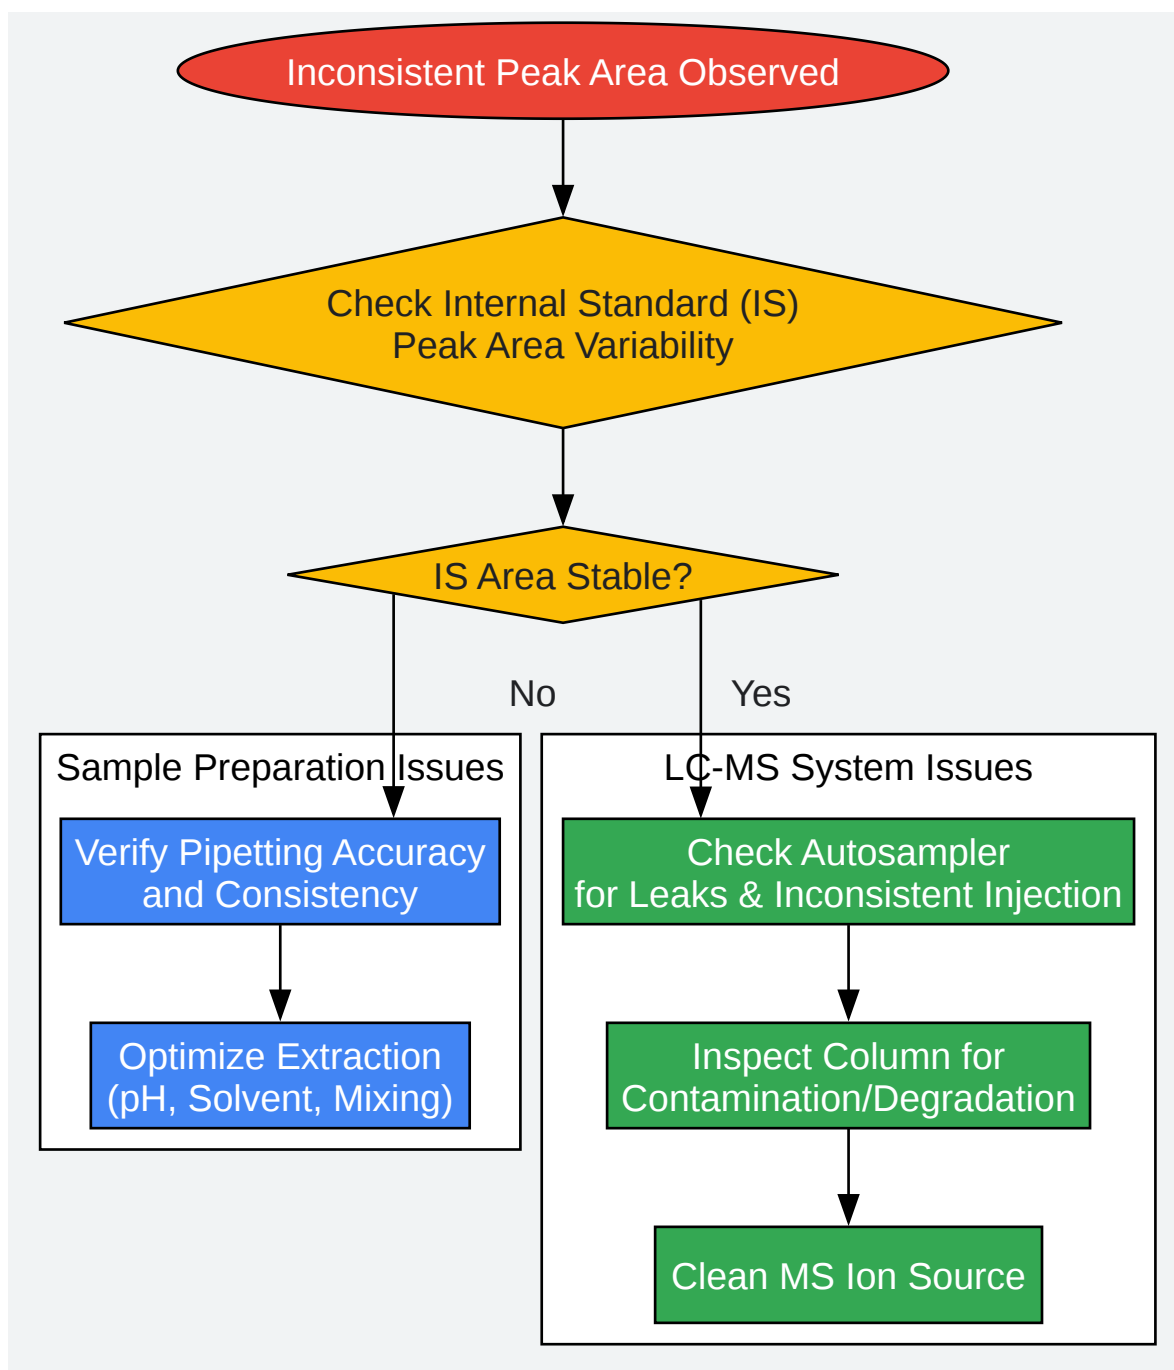 Inconsistent Peak Area Observed
Check Internal Standard (IS)
Peak Area Variability
IS Area Stable?
No
Yes
Sample Preparation Issues
Verify Pipetting Accuracy
and Consistency
Optimize Extraction
(pH, Solvent, Mixing)
LC-MS System Issues
Check Autosampler
for Leaks & Inconsistent Injection
Inspect Column for
Contamination/Degradation
Clean MS Ion Source